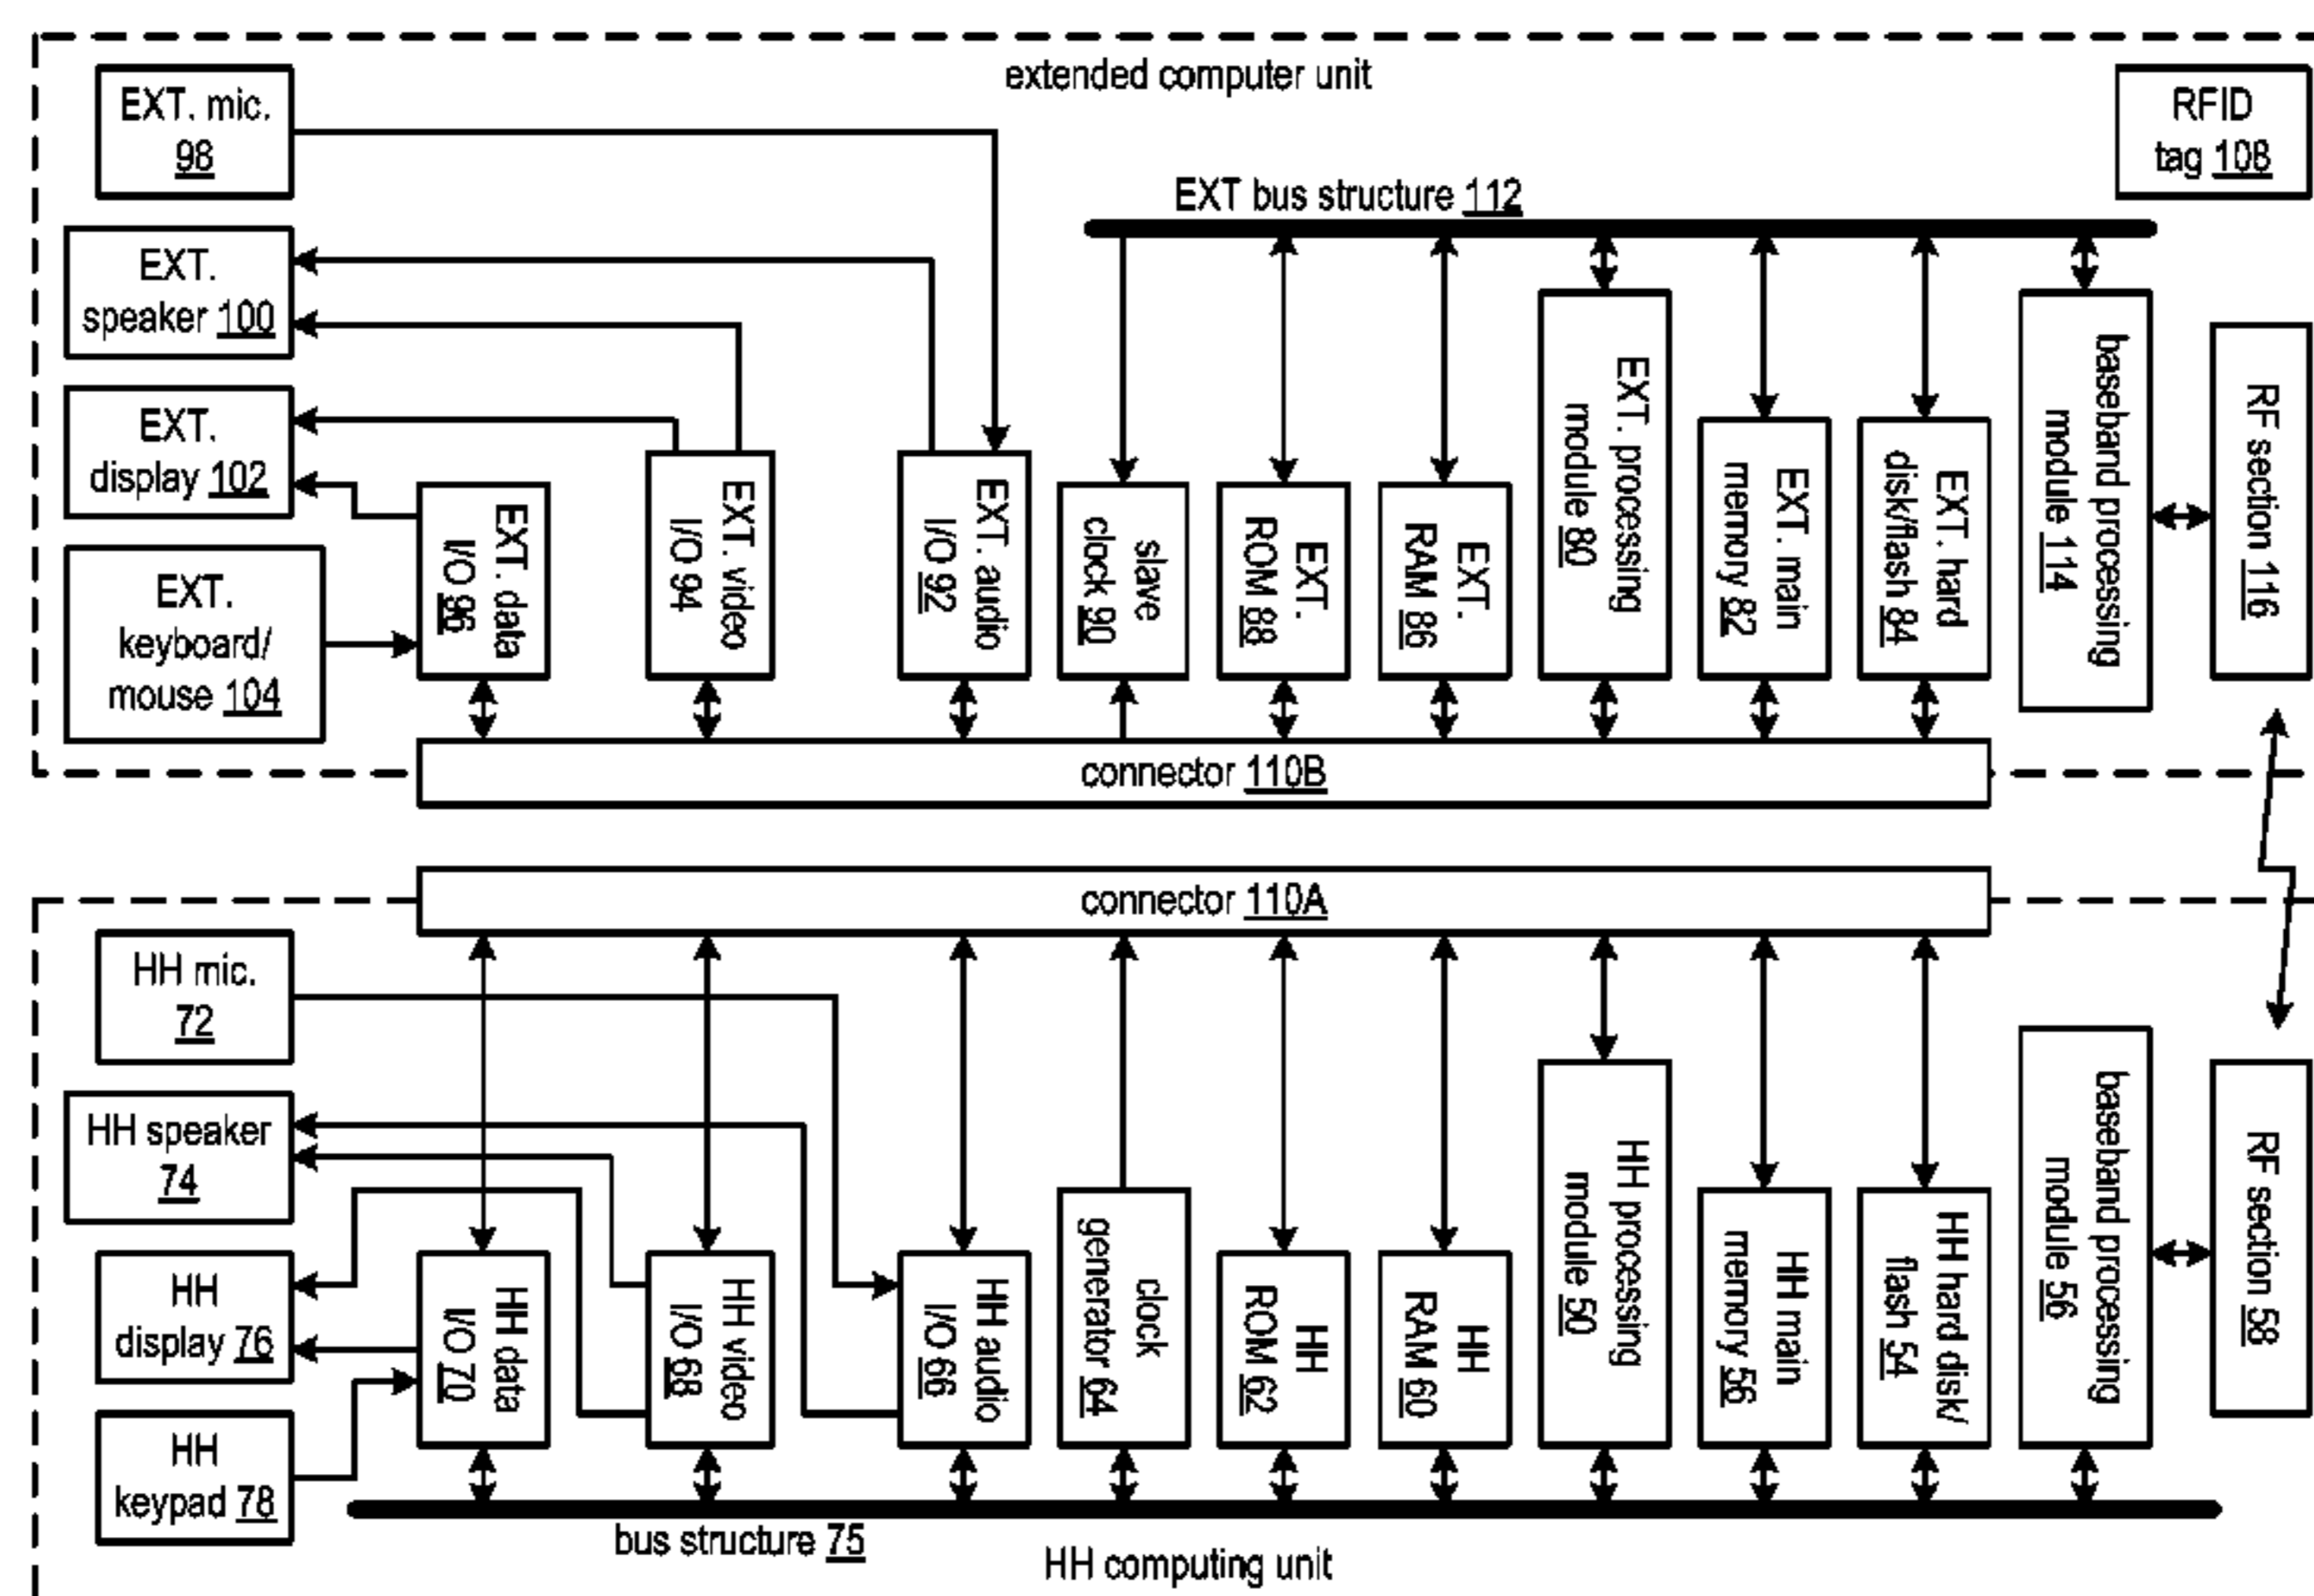 extended computer unit
EXT. mic.
98
RFID
tag 108
EXT bus structure 112
EXT.
speaker 100
EXT.
display 102
EXT.
keyboard/
mouse 104
EXT. data
I/O 96
EXT. video
I/O 94
EXT. audio
I/O 92
slave
clock 90
EXT.
ROM 88
EXT.
RAM 86
EXT. processing
module 80
EXT. main
memory 82
EXT. hard
disk/flash 84
baseband processing
module 114
RF section 116
connector 110B
connector 110A
HH mic.
72
HH speaker
74
HH
display 76
HH
keypad 78
HH data
I/O 70
HH video
I/O 68
HH audio
I/O 66
clock
generator 64
HH
ROM 62
HH
RAM 60
HH processing
module 50
HH main
memory 56
HH hard disk/
flash 54
baseband processing
module 56
RF section 58
bus structure 75
HH computing unit